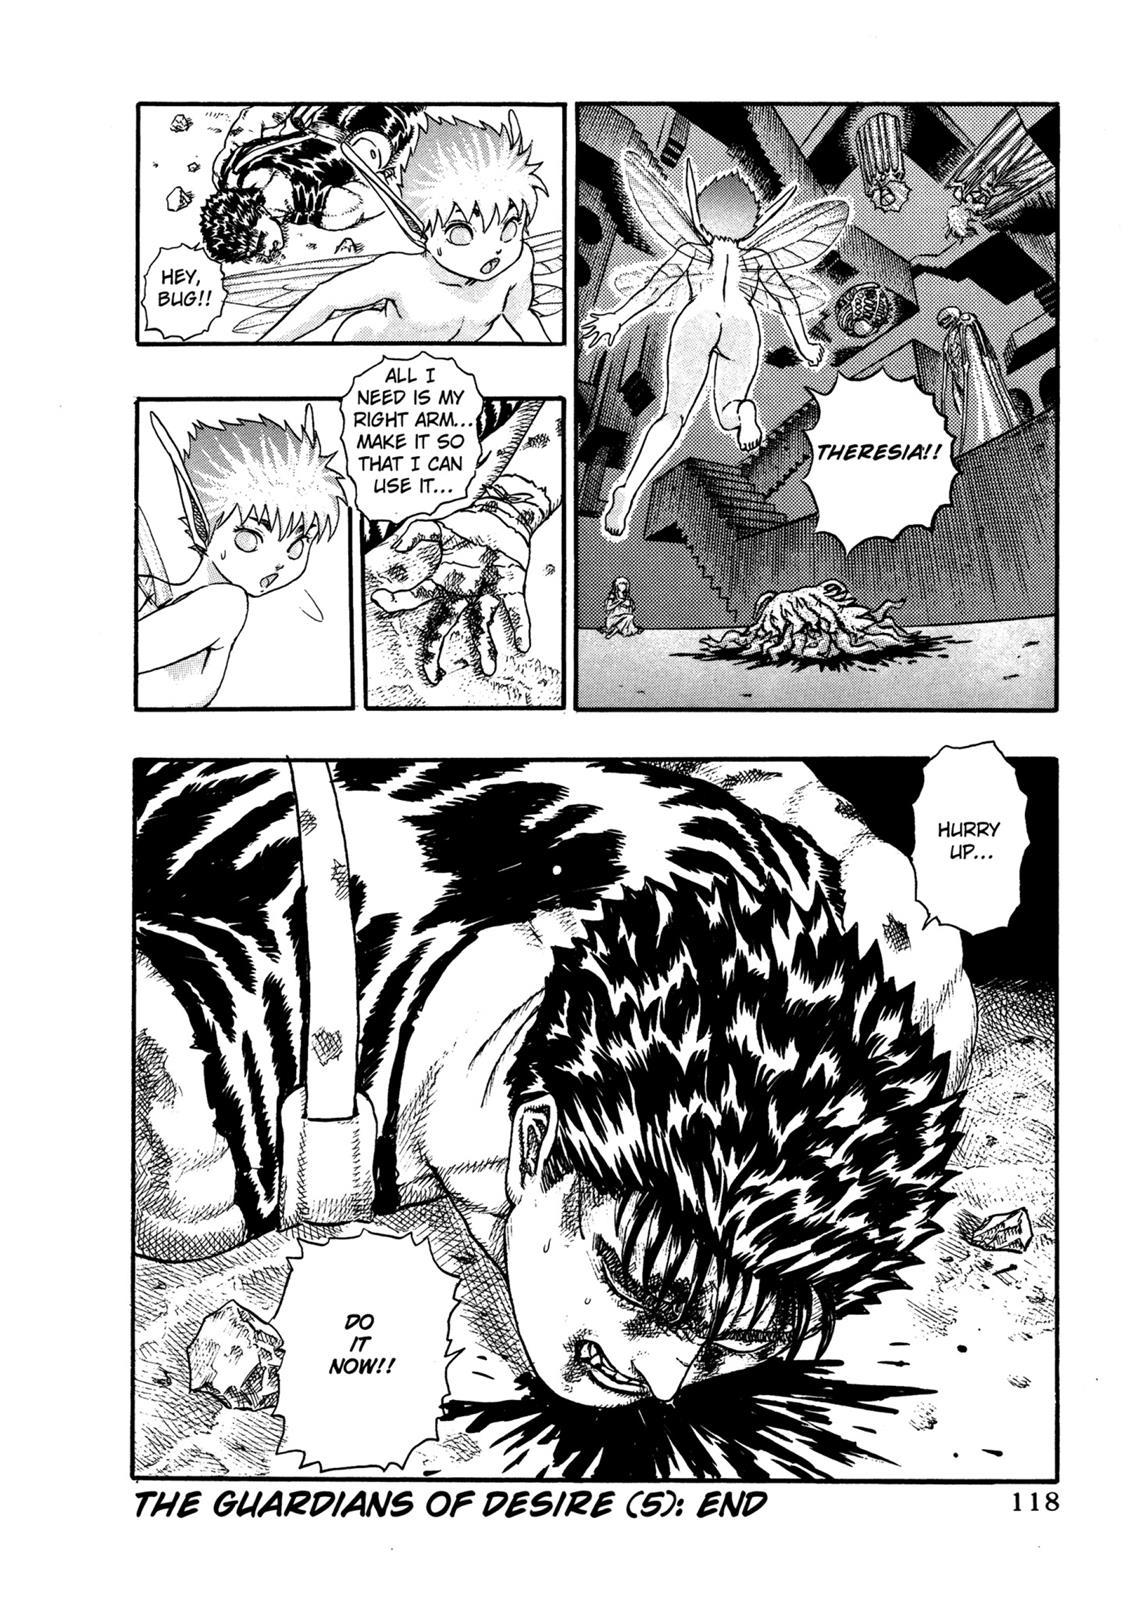 THERESIA!!
HEY,
BUG!!
ALL I
NEED IS MY
RIGHT ARM...
MAKE IT SO
THAT I CAN
USE IT...
HURRY
UP...
DO
IT
NOW!!
THE GUARDIANS OF DESIRE (5): END
118